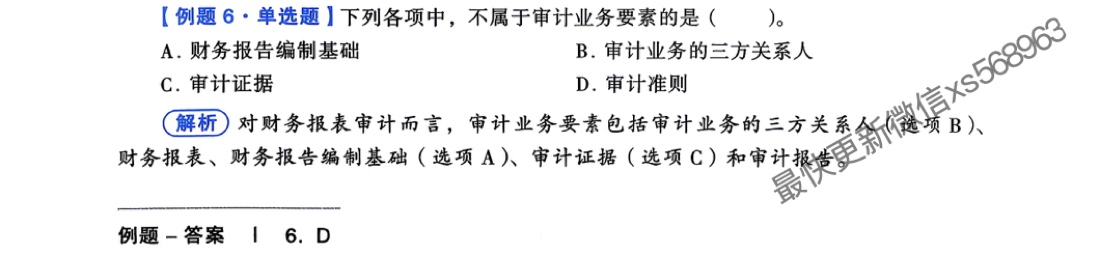 【例题 6·单选题】下列各项中，不属于审计业务要素的是（　　）。
A. 财务报告编制基础　　B. 审计业务的三方关系人
C. 审计证据　　D. 审计准则
解析 对财务报表审计而言，审计业务要素包括审计业务的三方关系人（选项 B）、
财务报表、财务报告编制基础（选项 A）、审计证据（选项 C）和审计报告。
最快更新微信xs568963
例题 – 答案 | 6. D